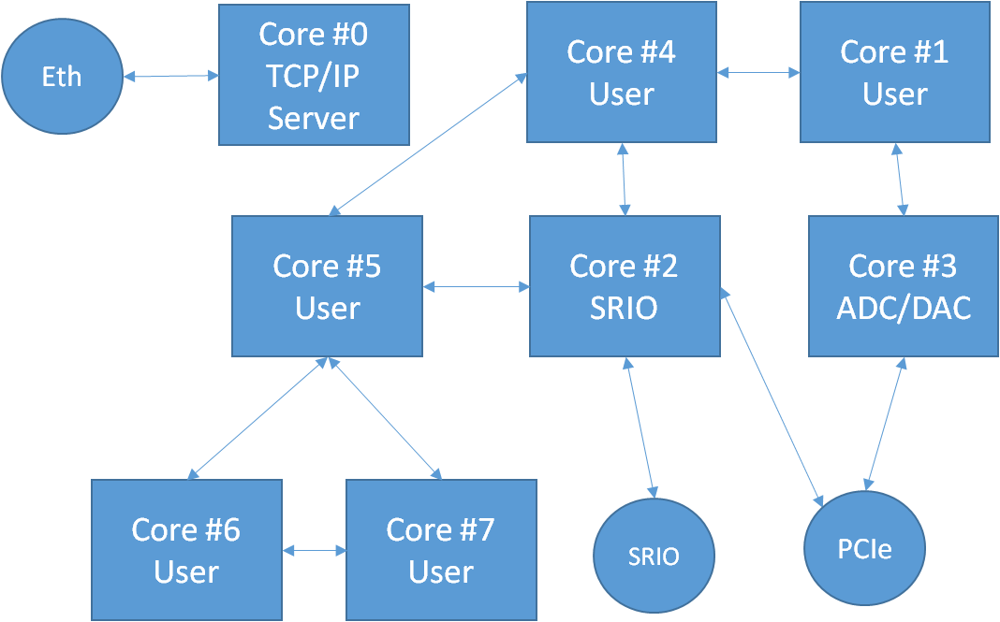 Eth
Core #0
TCP/IP
Server
Core #4
User
Core #1
User
Core #5
User
Core #2
SRIO
Core #3
ADC/DAC
Core #6
User
Core #7
User
SRIO
PCIe